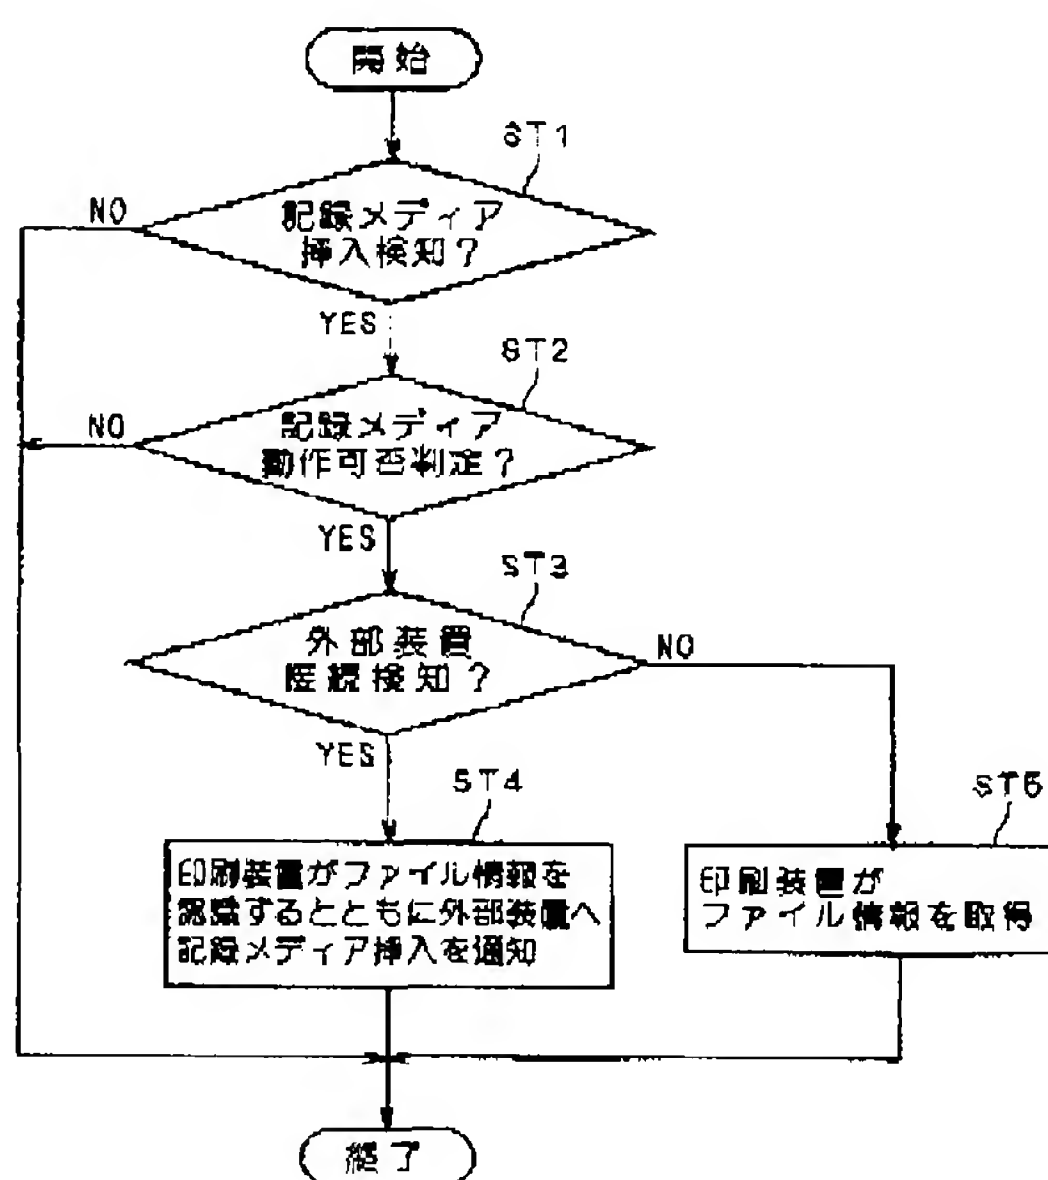 開始
ST1
NO
記録メディア
挿入検知？
YES
ST2
NO
記録メディア
動作可否判定？
YES
ST3
外部装置
接続検知？
NO
YES
ST4
ST5
印刷装置がファイル情報を
認識するとともに外部装置へ
記録メディア挿入を通知
印刷装置が
ファイル情報を取得
終了